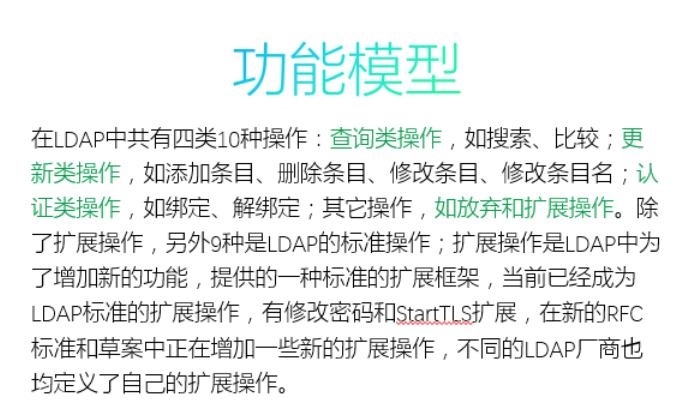 功能模型
在LDAP中共有四类10种操作：查询类操作，如搜索、比较；更
新类操作，如添加条目、删除条目、修改条目、修改条目名；认
证类操作，如绑定、解绑定；其它操作，如放弃和扩展操作。除
了扩展操作，另外9种是LDAP的标准操作；扩展操作是LDAP中为
了增加新的功能，提供的一种标准的扩展框架，当前已经成为
LDAP标准的扩展操作，有修改密码和StartTLS扩展，在新的RFC
标准和草案中正在增加一些新的扩展操作，不同的LDAP厂商也
均定义了自己的扩展操作。